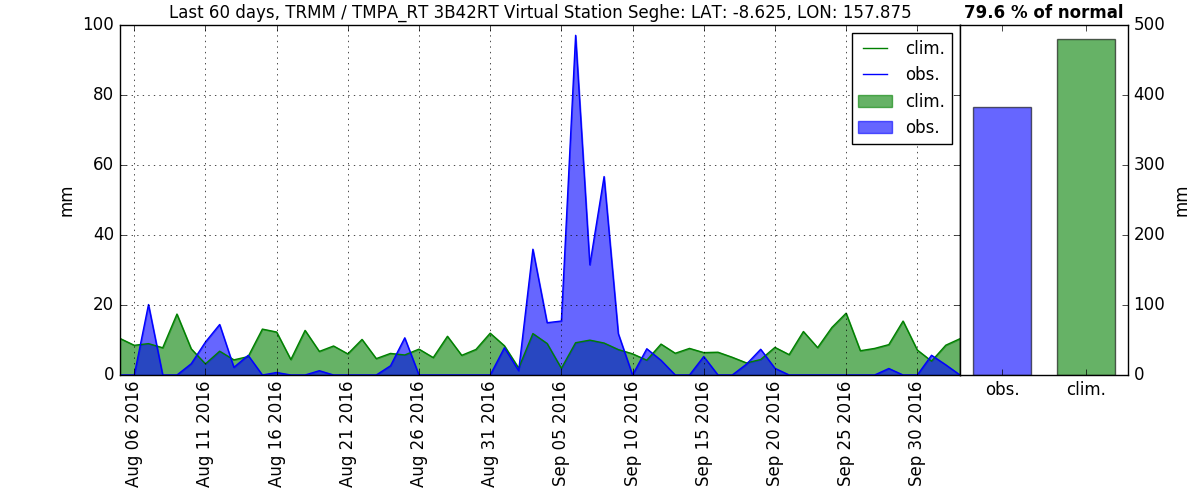 Last 60 days, TRMM / TMPA_RT 3B42RT Virtual Station Seghe: LAT: -8.625, LON: 157.875
79.6 % of normal
100
80
60
40
20
0
mm
clim.
obs.
clim.
obs.
500
400
300
200
100
0
mm
obs.
clim.
Aug 06 2016
Aug 11 2016
Aug 16 2016
Aug 21 2016
Aug 26 2016
Aug 31 2016
Sep 05 2016
Sep 10 2016
Sep 15 2016
Sep 20 2016
Sep 25 2016
Sep 30 2016